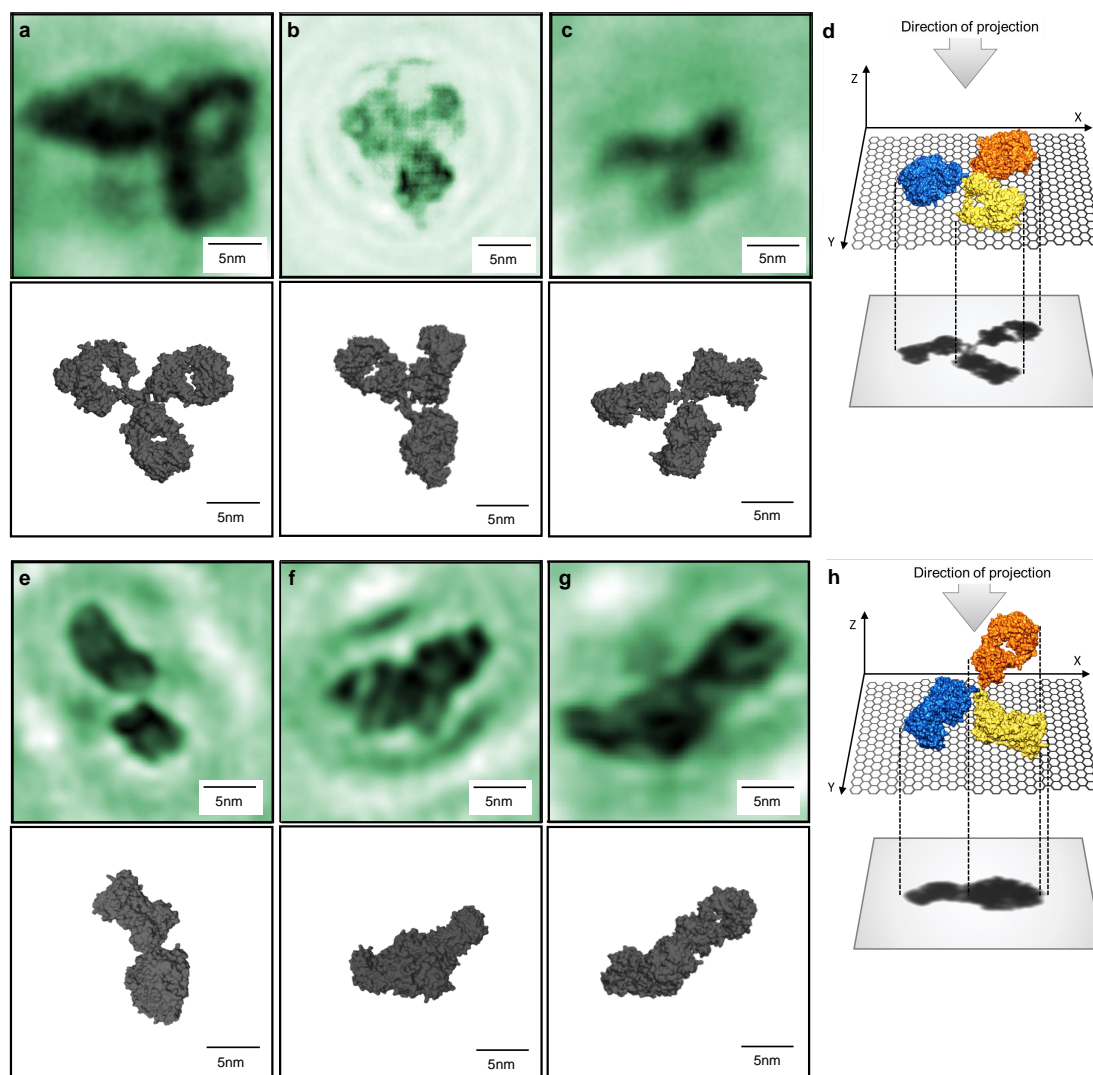 a
b
c
d
Direction of projection
Z
X
Y
5nm
5nm
5nm
5nm
5nm
5nm
e
f
g
h
Direction of projection
Z
X
Y
5nm
5nm
5nm
5nm
5nm
5nm